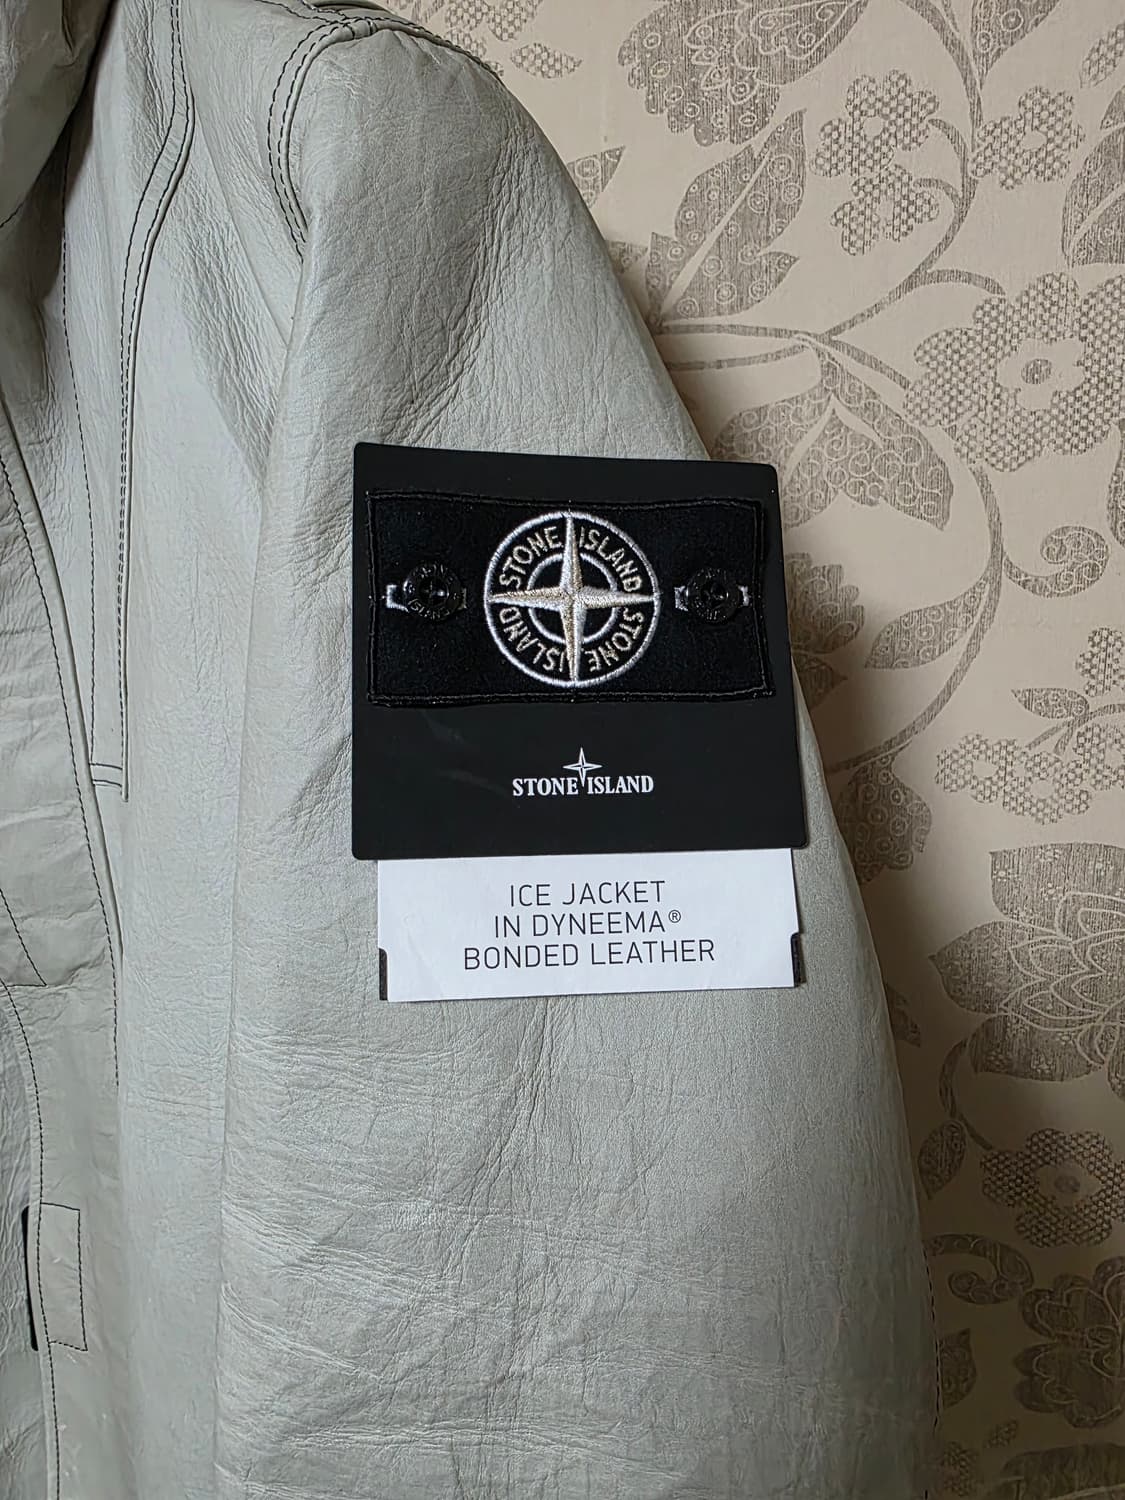 STONE ISLAND
STONE ISLAND
STONE ISLAND
ICE JACKET
IN DYNEEMA®
BONDED LEATHER